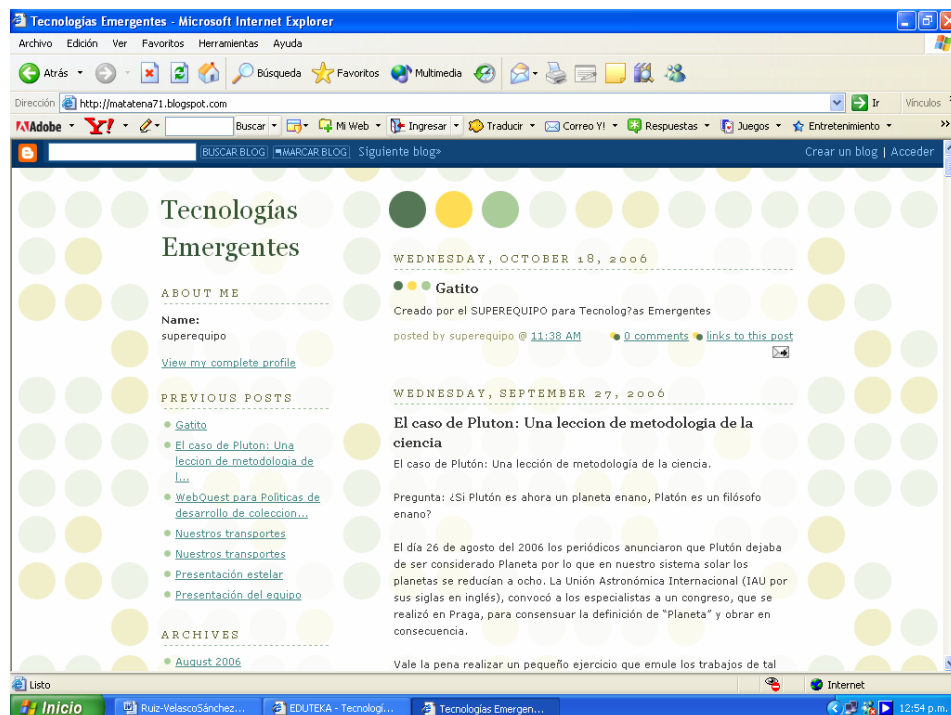 Tecnologías Emergentes - Microsoft Internet Explorer
Archivo Edición Ver Favoritos Herramientas Ayuda
Atrás Búsqueda Favoritos Multimedia
Dirección http://matatena71.blogspot.com Ir Vínculos
Adobe Y! Buscar Mi Web Ingresar Traducir Correo Y! Respuestas Juegos Entretenimiento
BUSCAR BLOG MARCAR BLOG Siguiente blog» Crear un blog | Acceder
Tecnologías
Emergentes
ABOUT ME
Name:
superequipo
View my complete profile
PREVIOUS POSTS
Gatito
El caso de Pluton: Una
leccion de metodologia de
l...
WebQuest para Políticas de
desarrollo de coleccion...
Nuestros transportes
Nuestros transportes
Presentación estelar
Presentación del equipo
ARCHIVES
August 2006
WEDNESDAY, OCTOBER 18, 2006
Gatito
Creado por el SUPEREQUIPO para Tecnolog?as Emergentes
posted by superequipo @ 11:38 AM 0 comments links to this post
WEDNESDAY, SEPTEMBER 27, 2006
El caso de Pluton: Una leccion de metodologia de la
ciencia
El caso de Plutón: Una lección de metodología de la ciencia.
Pregunta: ¿Si Plutón es ahora un planeta enano, Platón es un filósofo
enano?
El día 26 de agosto del 2006 los periódicos anunciaron que Plutón dejaba
de ser considerado Planeta por lo que en nuestro sistema solar los
planetas se reducían a ocho. La Unión Astronómica Internacional (IAU por
sus siglas en inglés), convocó a los especialistas a un congreso, que se
realizó en Praga, para consensuar la definición de "Planeta" y obrar en
consecuencia.
Vale la pena realizar un pequeño ejercicio que emule los trabajos de tal
Listo Internet
Inicio Ruiz-VelascoSánchez... EDUTEKA - Tecnologí... Tecnologías Emergen... 12:54 p.m.